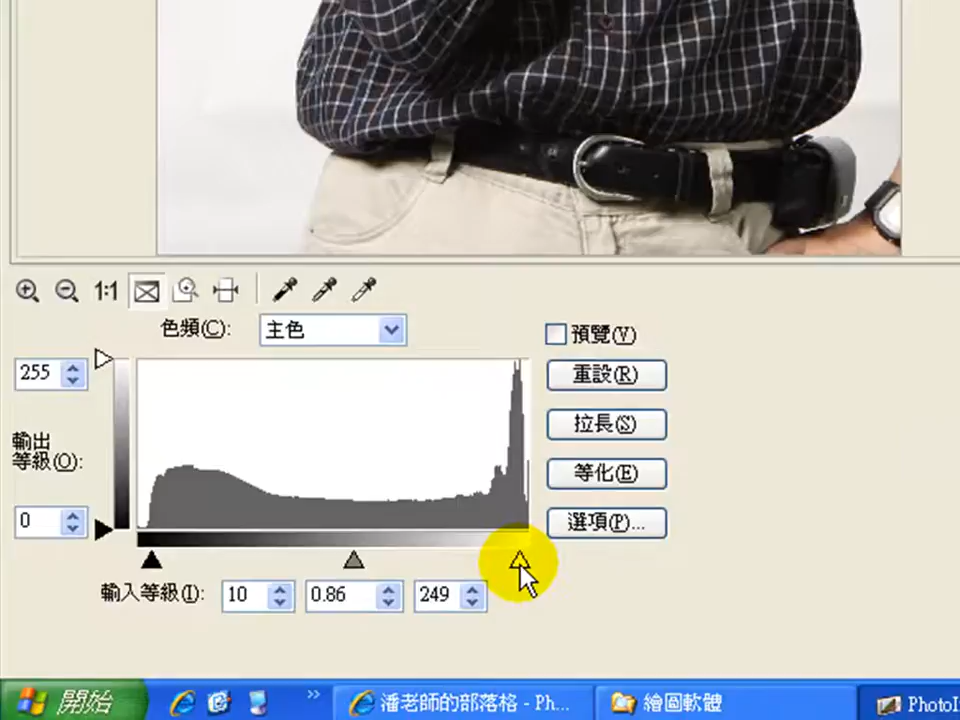 1:1
色頻(C):
主色
預覽(V)
255
重設(R)
拉長(S)
輸出
等級(O):
等化(E)
0
選項(P)...
輸入等級(I):
10
0.86
249
開始
潘老師的部落格 - Ph...
繪圖軟體
PhotoI